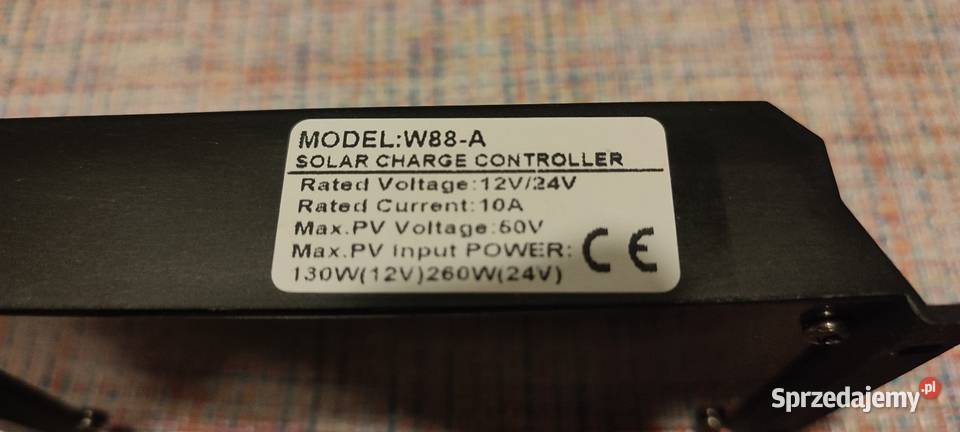 MODEL:W88-A
SOLAR CHARGE CONTROLLER
Rated Voltage:12V/24V
Rated Current:10A
Max.PV Voltage:50V
Max.PV Input POWER:
130W(12V)260W(24V)
CE
Sprzedajemy.pl